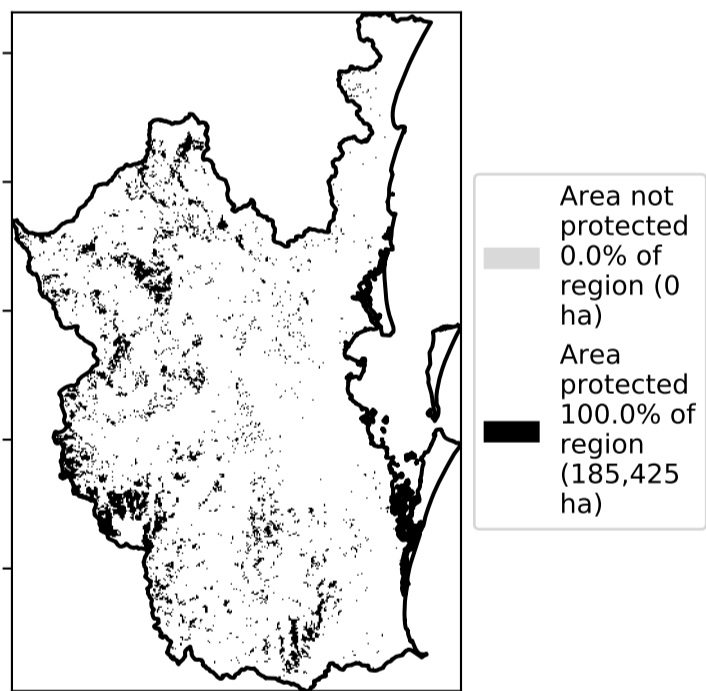 Area not
protected
0.0% of
region (0
ha)
Area
protected
100.0% of
region
(185,425
ha)